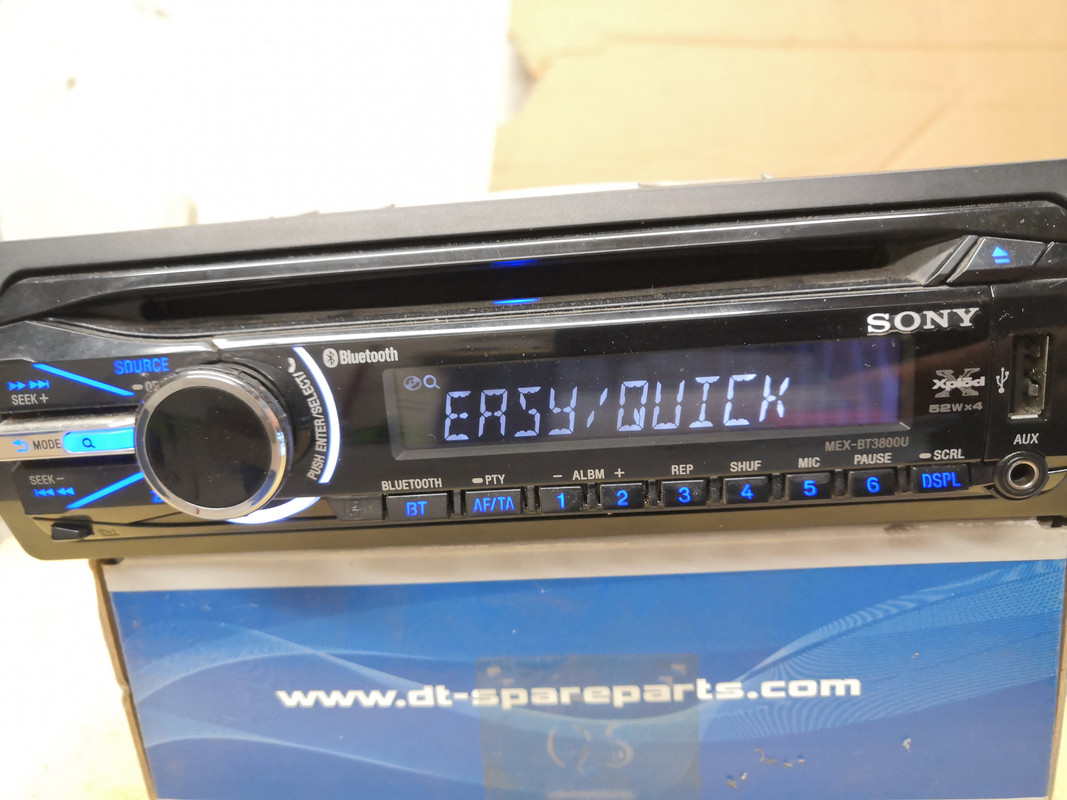 SONY
Bluetooth
SOURCE
SEEK +
MODE
SEEK −
PUSH ENTER/SELECT/
EASY/QUICK
Xplod
52W×4
MEX-BT3800U
AUX
BLUETOOTH
PTY
− ALBM +
REP
SHUF
MIC
PAUSE
SCRL
BT
AF/TA
1
2
3
4
5
6
DSPL
www.dt-spareparts.com